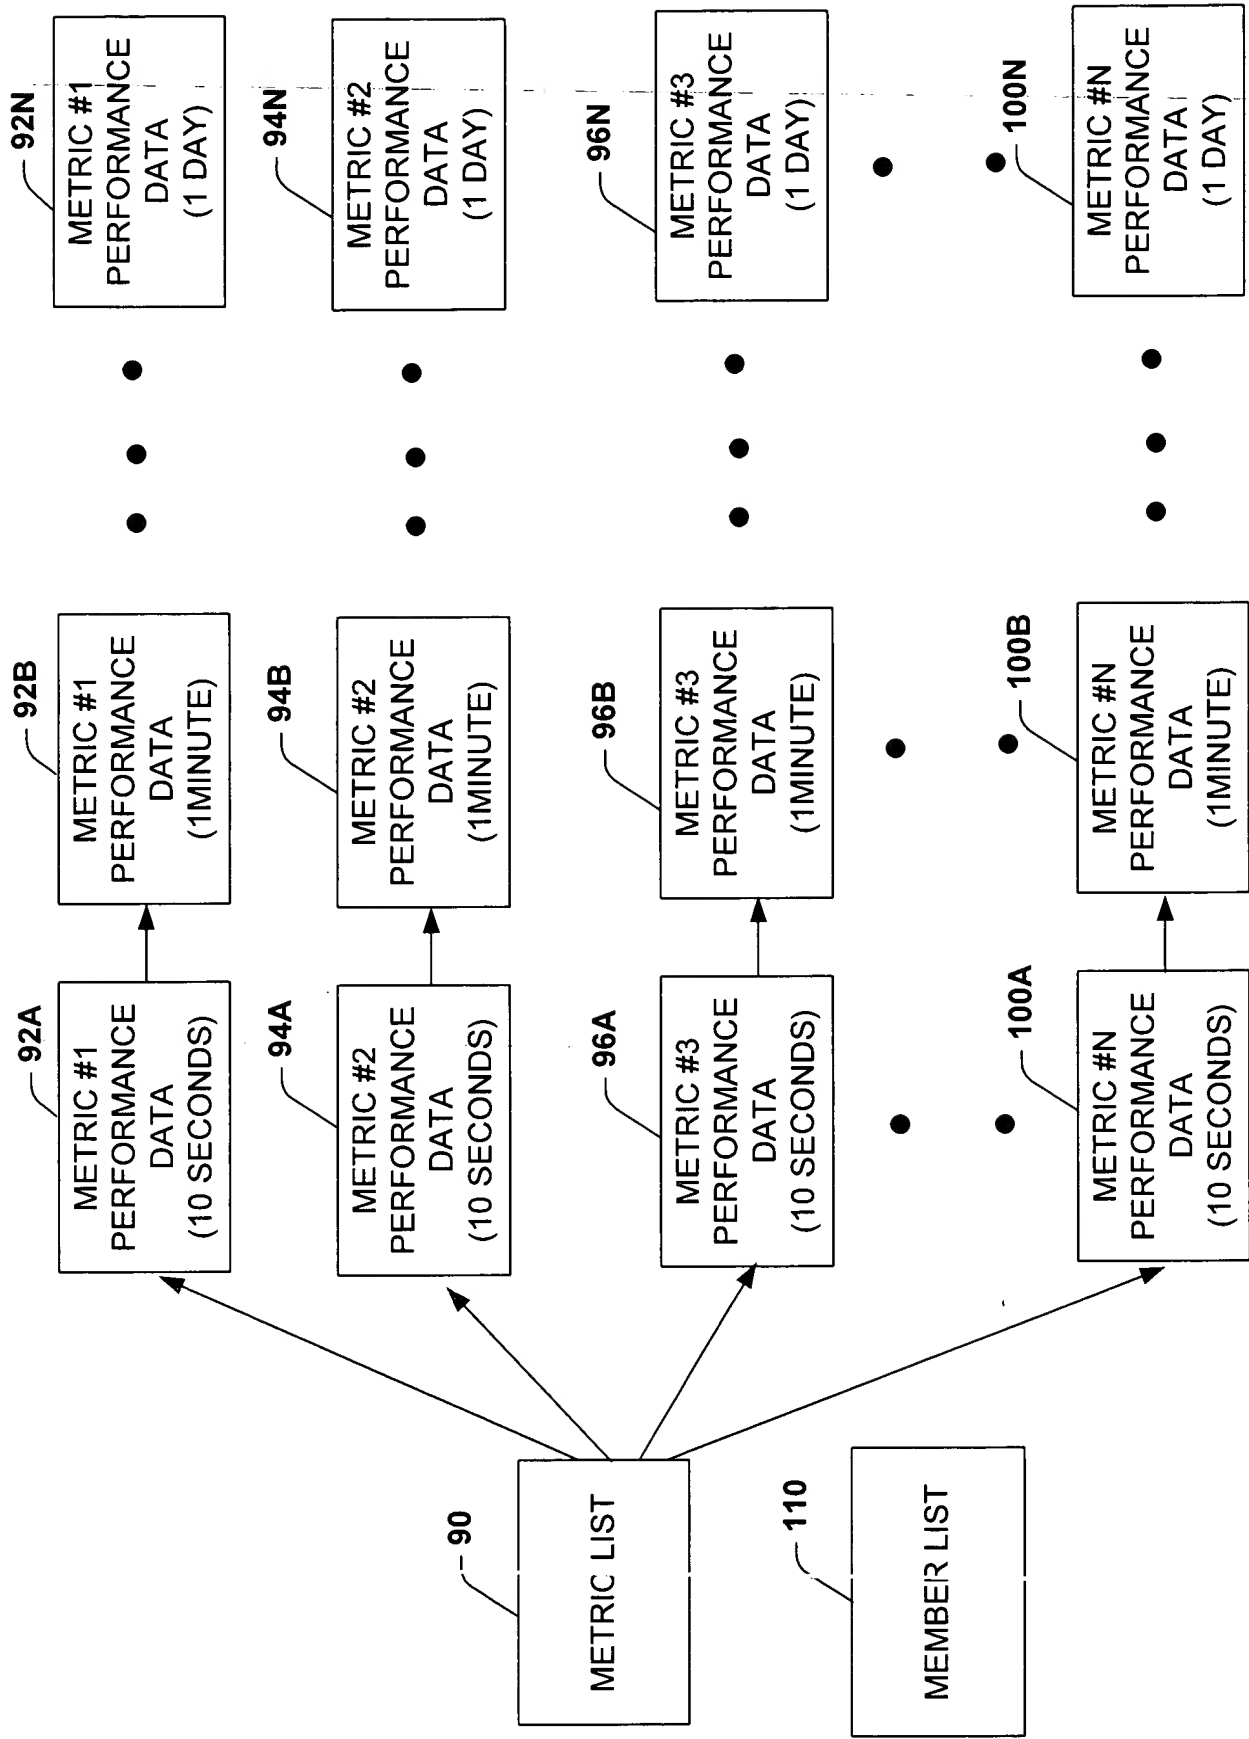 90
METRIC LIST
110
MEMBER LIST
92A
METRIC #1
PERFORMANCE
DATA
(10 SECONDS)
92B
METRIC #1
PERFORMANCE
DATA
(1MINUTE)
92N
METRIC #1
PERFORMANCE
DATA
(1 DAY)
94A
METRIC #2
PERFORMANCE
DATA
(10 SECONDS)
94B
METRIC #2
PERFORMANCE
DATA
(1MINUTE)
94N
METRIC #2
PERFORMANCE
DATA
(1 DAY)
96A
METRIC #3
PERFORMANCE
DATA
(10 SECONDS)
96B
METRIC #3
PERFORMANCE
DATA
(1MINUTE)
96N
METRIC #3
PERFORMANCE
DATA
(1 DAY)
100A
METRIC #N
PERFORMANCE
DATA
(10 SECONDS)
100B
METRIC #N
PERFORMANCE
DATA
(1MINUTE)
100N
METRIC #N
PERFORMANCE
DATA
(1 DAY)